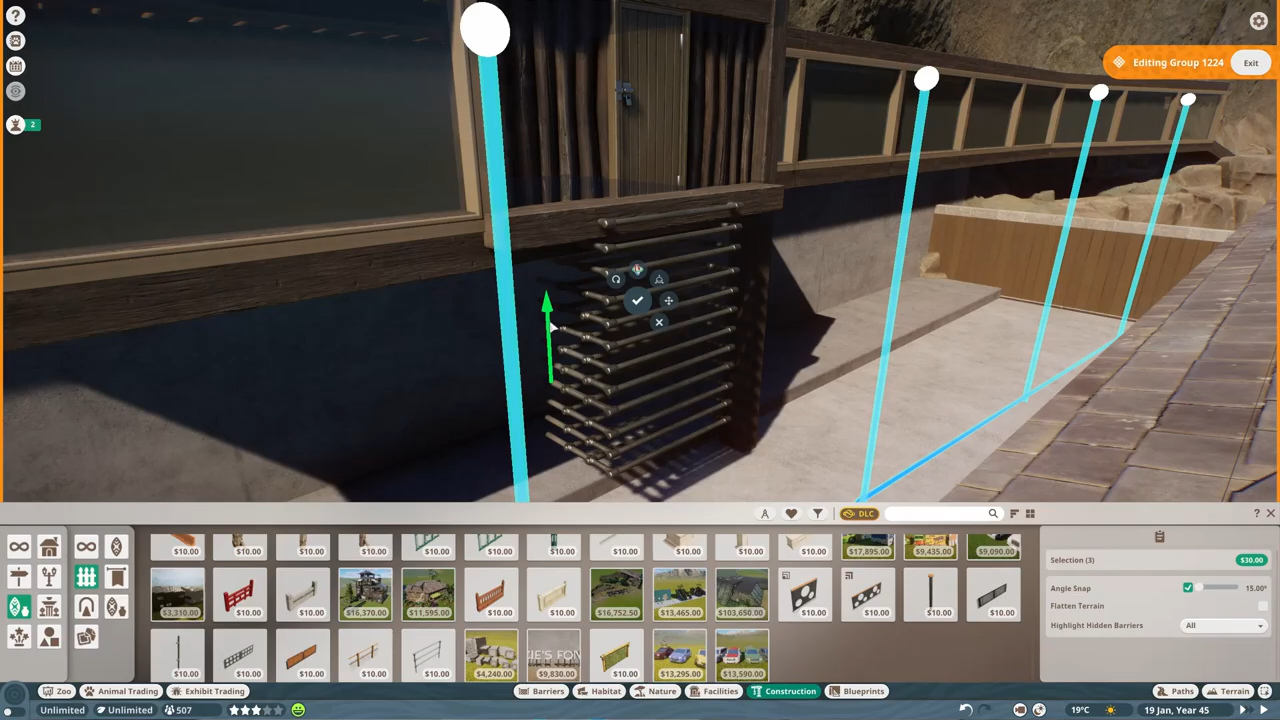 ?
Editing Group 1224 Exit
2
DLC
? ×
$10.00 $10.00 $10.00 $10.00 $10.00 $10.00 $10.00 $10.00 $10.00 $10.00 $10.00 $17,895.00 $9,435.00 $9,090.00
$3,310.00 $10.00 $10.00 $16,370.00 $11,595.00 $10.00 $10.00 $16,752.50 $13,465.00 $103,650.00 $10.00 $10.00 $10.00 $10.00
$10.00 $10.00 $10.00 $10.00 $10.00 $4,240.00 $9,830.00 $10.00 $13,295.00 $13,590.00
Selection (3) $30.00
Angle Snap 15.00°
Flatten Terrain
Highlight Hidden Barriers All
Zoo Animal Trading Exhibit Trading Barriers Habitat Nature Facilities Construction Blueprints Paths Terrain
Unlimited Unlimited 507 19°C 19 Jan, Year 45